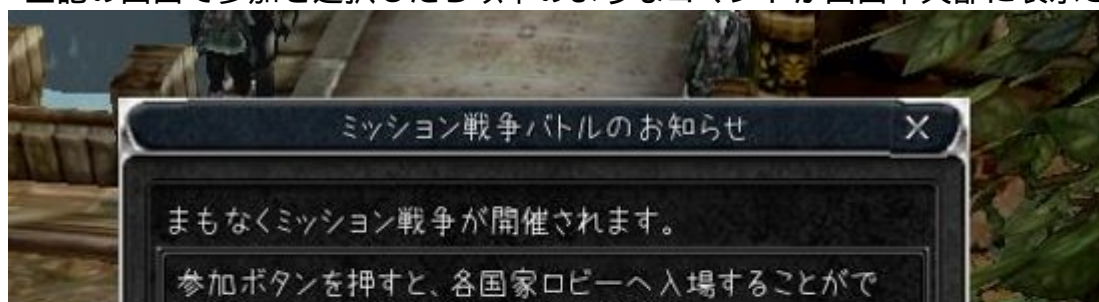 ミッション戦争バトルのお知らせ X
まもなくミッション戦争が開催されます。
参加ボタンを押すと、各国家ロビーへ入場することがで